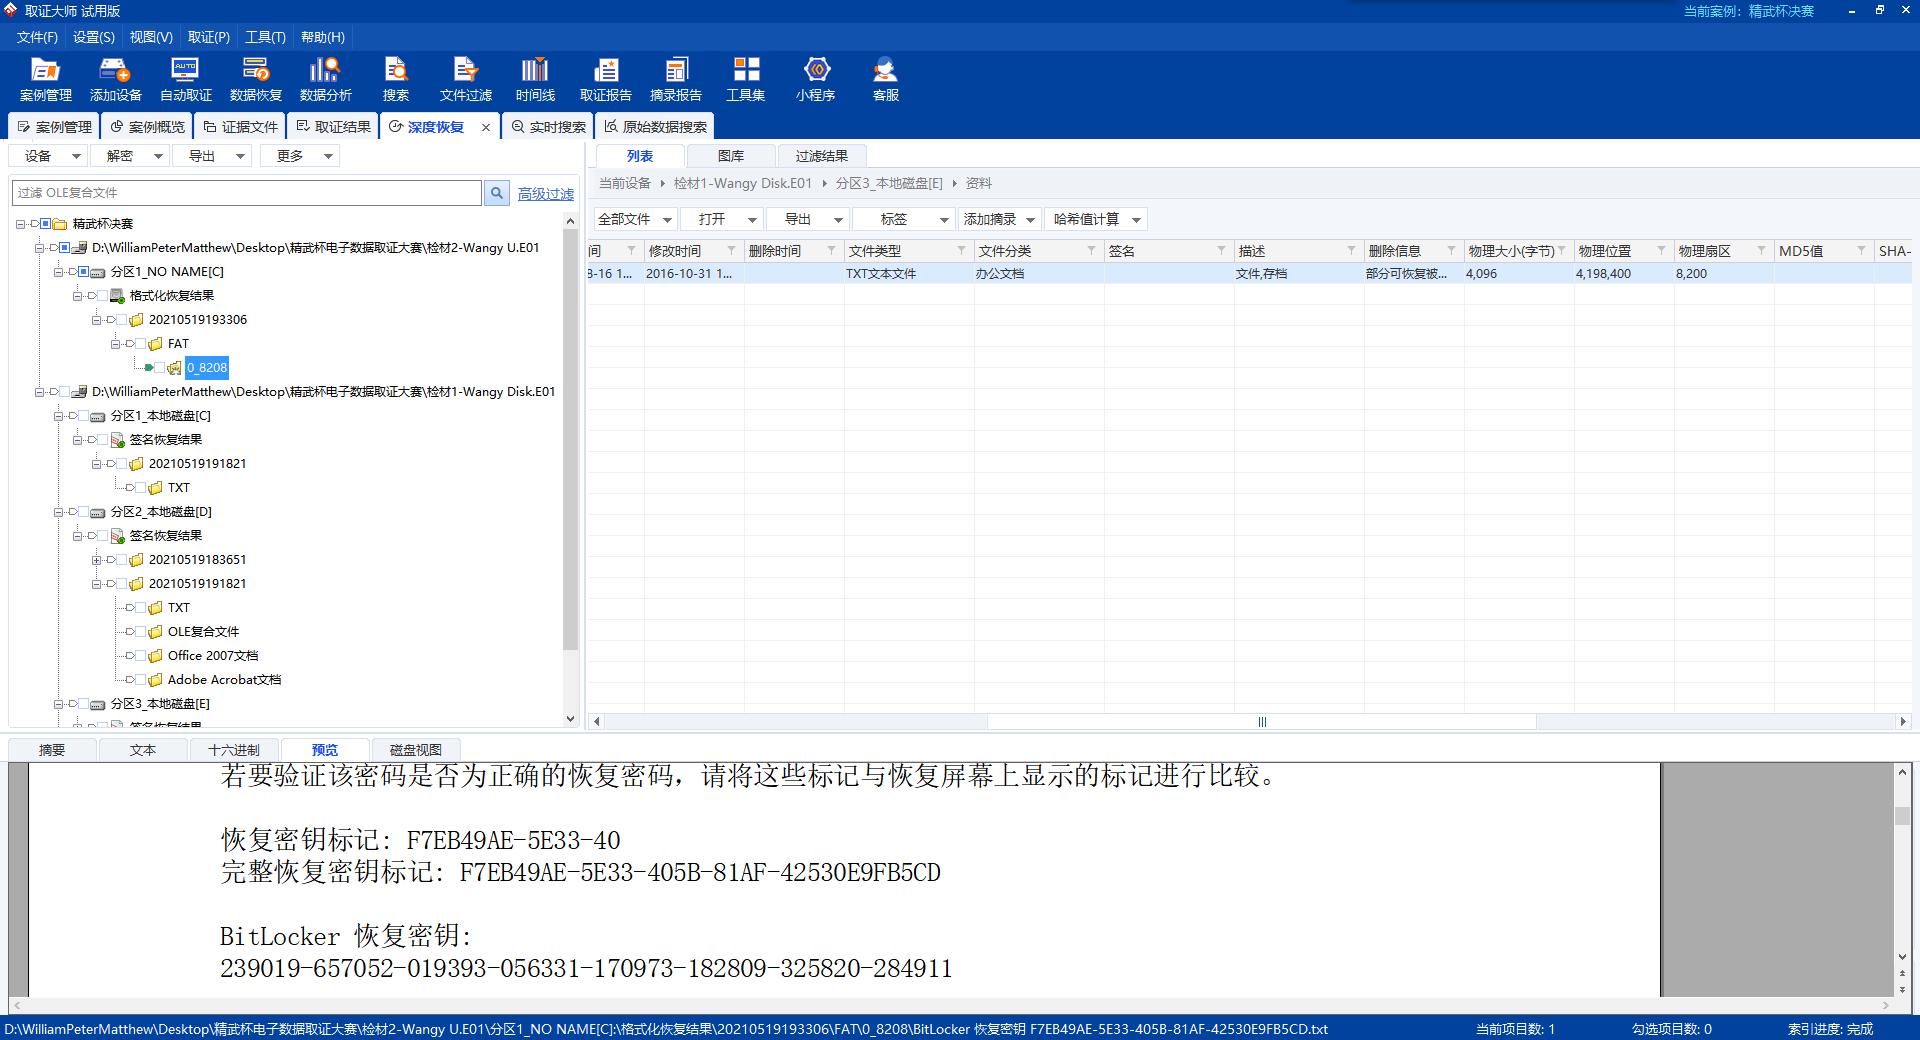 取证大师 试用版
当前案例：精武杯决赛
文件(F) 设置(S) 视图(V) 取证(P) 工具(T) 帮助(H)
案例管理 添加设备 自动取证 数据恢复 数据分析 搜索 文件过滤 时间线 取证报告 摘录报告 工具集 小程序 客服
案例管理 案例概览 证据文件 取证结果 深度恢复 实时搜索 原始数据搜索
设备 解密 导出 更多
过滤 OLE复合文件 高级过滤
精武杯决赛
D:\WilliamPeterMatthew\Desktop\精武杯电子数据取证大赛\检材2-Wangy U.E01
分区1_NO NAME[C]
格式化恢复结果
20210519193306
FAT
0_8208
D:\WilliamPeterMatthew\Desktop\精武杯电子数据取证大赛\检材1-Wangy Disk.E01
分区1_本地磁盘[C]
签名恢复结果
20210519191821
TXT
分区2_本地磁盘[D]
签名恢复结果
20210519183651
20210519191821
TXT
OLE复合文件
Office 2007文档
Adobe Acrobat文档
分区3_本地磁盘[E]
签名恢复结果
列表 图库 过滤结果
当前设备 检材1-Wangy Disk.E01 分区3_本地磁盘[E] 资料
全部文件 打开 导出 标签 添加摘录 哈希值计算
间 修改时间 删除时间 文件类型 文件分类 签名 描述 删除信息 物理大小(字节) 物理位置 物理扇区 MD5值 SHA-
8-16 1... 2016-10-31 1... TXT文本文件 办公文档 文件,存档 部分可恢复被... 4,096 4,198,400 8,200
摘要 文本 十六进制 预览 磁盘视图
若要验证该密码是否为正确的恢复密码，请将这些标记与恢复屏幕上显示的标记进行比较。
恢复密钥标记: F7EB49AE-5E33-40
完整恢复密钥标记: F7EB49AE-5E33-405B-81AF-42530E9FB5CD
BitLocker 恢复密钥:
239019-657052-019393-056331-170973-182809-325820-284911
D:\WilliamPeterMatthew\Desktop\精武杯电子数据取证大赛\检材2-Wangy U.E01\分区1_NO NAME[C]:\格式化恢复结果\20210519193306\FAT\0_8208\BitLocker 恢复密钥 F7EB49AE-5E33-405B-81AF-42530E9FB5CD.txt
当前项目数: 1 勾选项目数: 0 索引进度: 完成